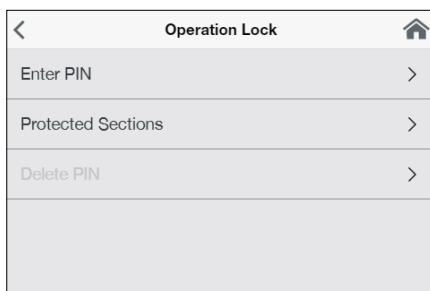 Operation Lock
Enter PIN
Protected Sections
Delete PIN